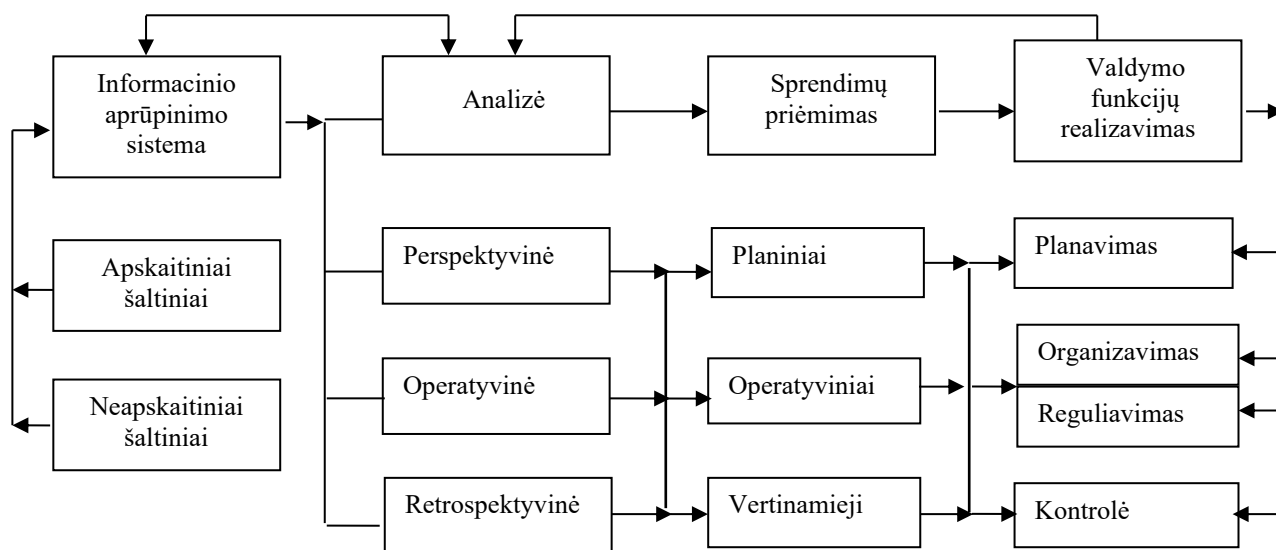 Informacinio
aprūpinimo
sistema
Analizė
Sprendimų
priėmimas
Valdymo
funkcijų
realizavimas
Apskaitiniai
šaltiniai
Perspektyvinė
Planiniai
Planavimas
Neapskaitiniai
šaltiniai
Operatyvinė
Operatyviniai
Organizavimas
Reguliavimas
Retrospektyvinė
Vertinamieji
Kontrolė